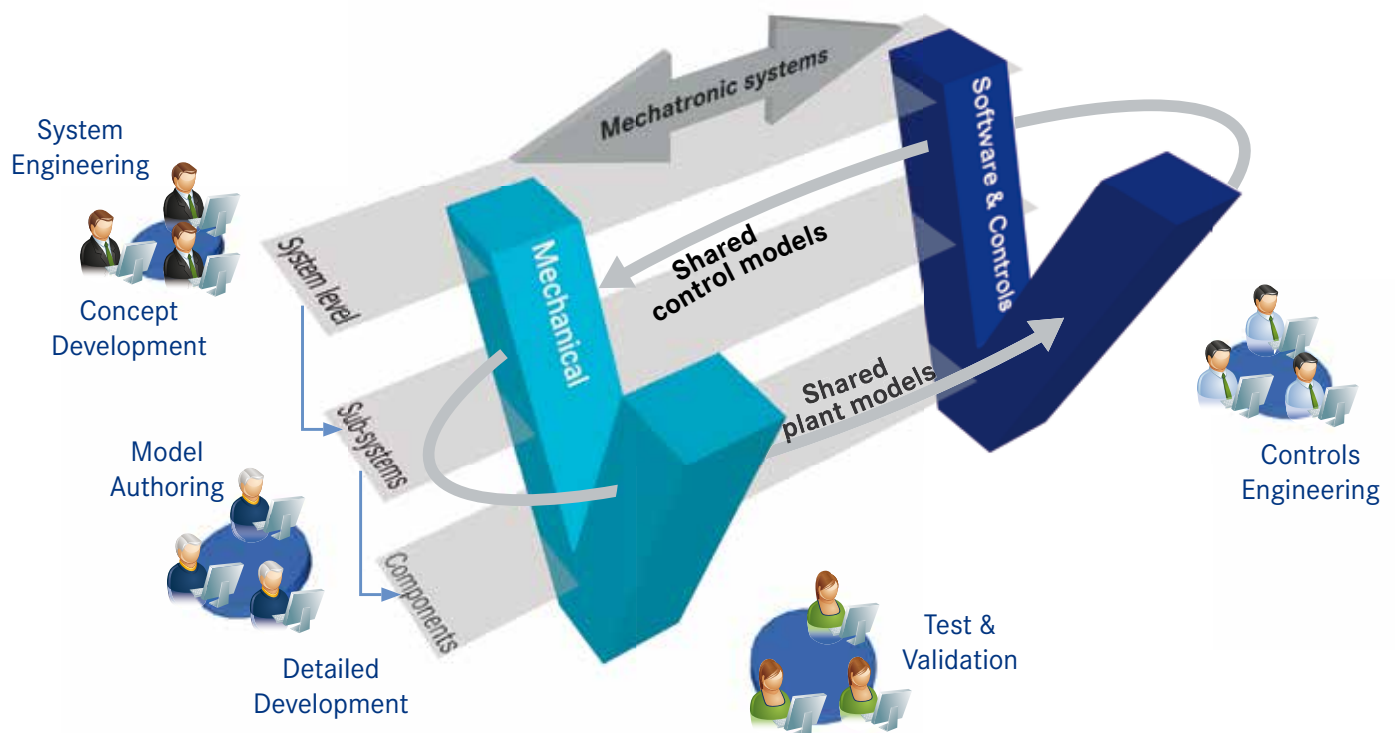 Mechatronic systems
System
Engineering
Software & Controls
System level
Shared
control models
Mechanical
Concept
Development
Sub-systems
Shared
plant models
Model
Authoring
Controls
Engineering
Components
Test &
Validation
Detailed
Development